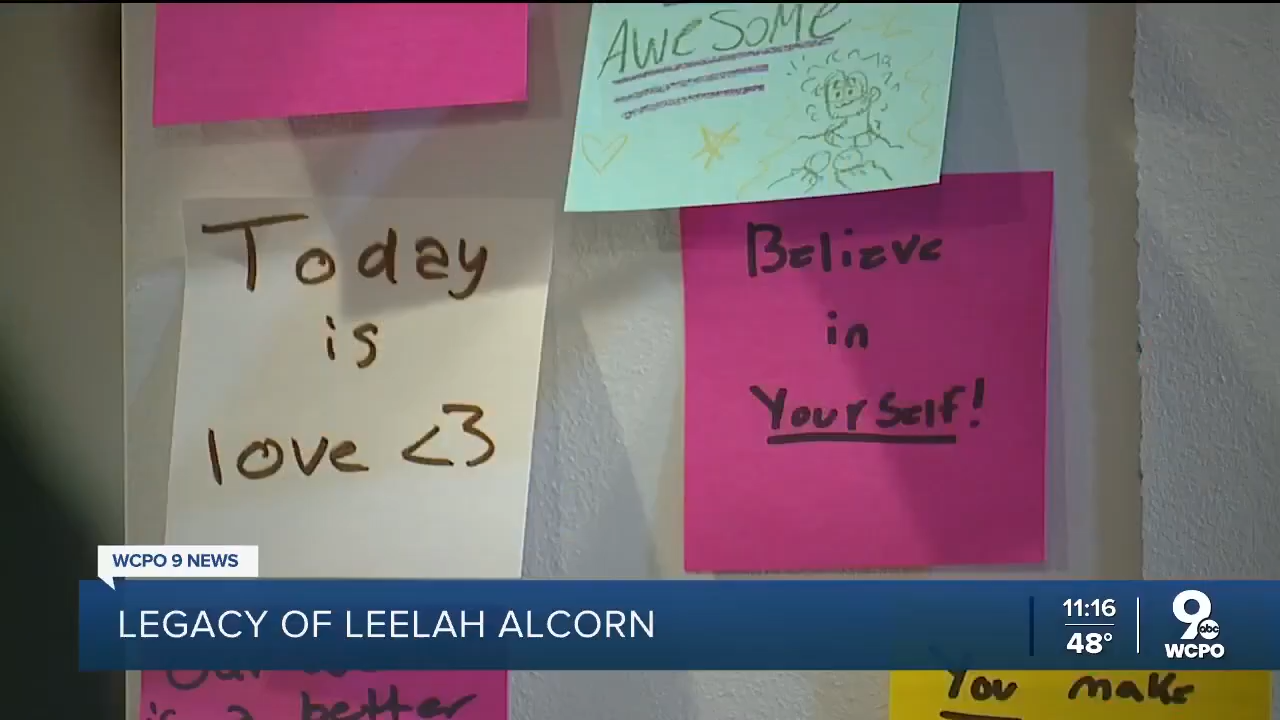 AWESOME
Today
is
love <3
Believe
in
Yourself!
WCPO 9 NEWS
LEGACY OF LEELAH ALCORN
11:16
48°
9
abc
WCPO
is a better
You make